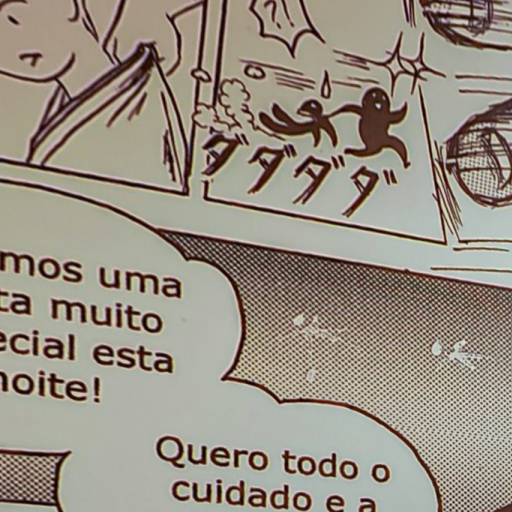 !?
ダダダダ
mos uma
ta muito
ecial esta
noite!
Quero todo o
cuidado e a